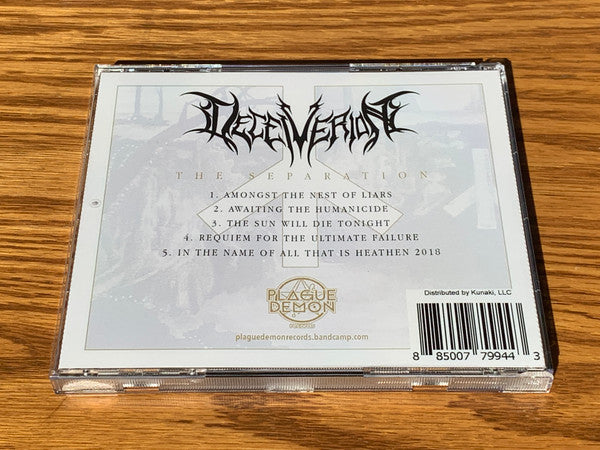 DECEIVERION
THE SEPARATION
1. AMONGST THE NEST OF LIARS
2. AWAITING THE HUMANICIDE
3. THE SUN WILL DIE TONIGHT
4. REQUIEM FOR THE ULTIMATE FAILURE
5. IN THE NAME OF ALL THAT IS HEATHEN 2018
PLAGUE
DEMON
RECORDS
plaguedemonrecords.bandcamp.com
Distributed by Kunaki, LLC
8 85007 79944 3